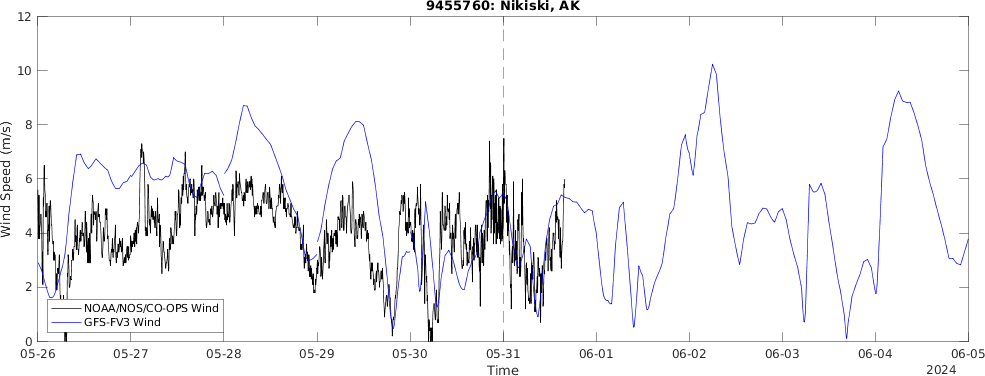 9455760: Nikiski, AK
Wind Speed (m/s)
12
10
8
6
4
2
0
NOAA/NOS/CO-OPS Wind
GFS-FV3 Wind
05-26 05-27 05-28 05-29 05-30 05-31 06-01 06-02 06-03 06-04 06-05
Time
2024